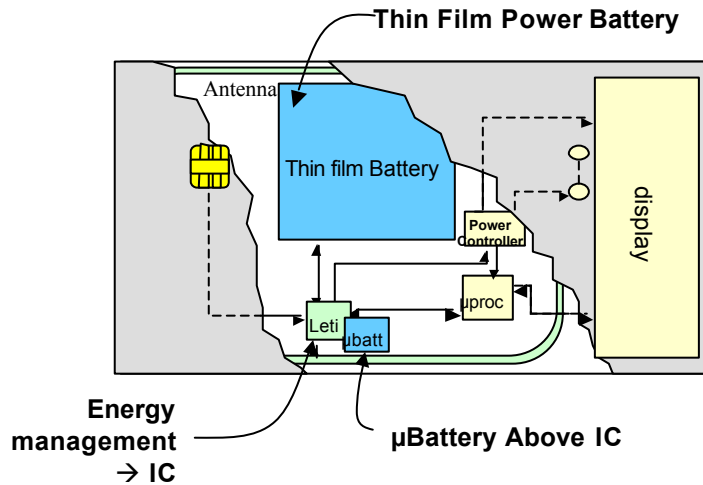 Thin Film Power Battery
Antenna
Thin film Battery
display
Power
Controller
µproc
Leti
µbatt
Energy
management
→ IC
µBattery Above IC